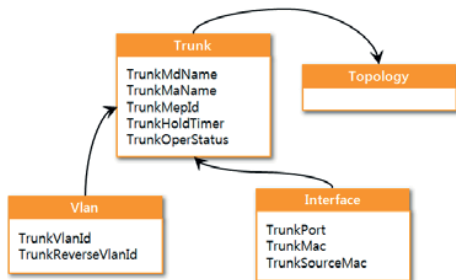 Trunk
TrunkMdName
TrunkMaName
TrunkMepId
TrunkHoldTimer
TrunkOperStatus
Topology
Vlan
TrunkVlanId
TrunkReverseVlanId
Interface
TrunkPort
TrunkMac
TrunkSourceMac